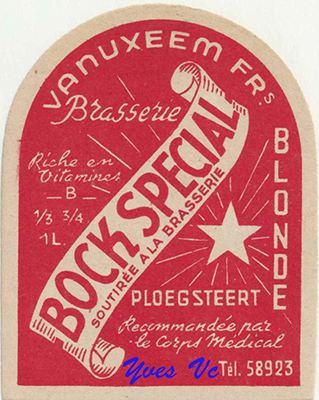 VANUXEEM FRS
Brasserie
BOCK SPECIAL
SOUTIRÉE A LA BRASSERIE
Riche en
Vitamines
B
1/3 3/4
1L.
BLONDE
PLOEGSTEERT
Recommandée par
le Corps Médical
Tél. 58923
Yves Vc